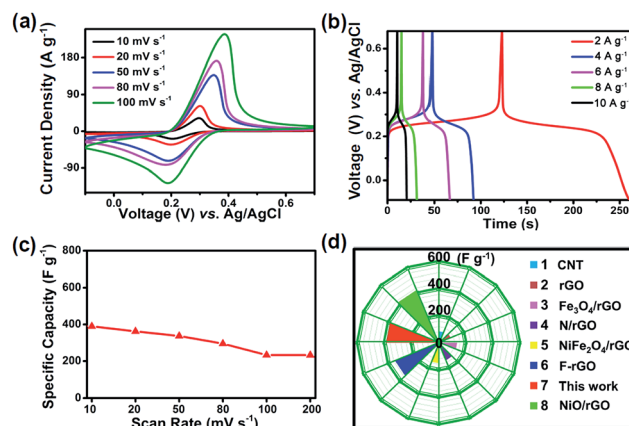 (a)
Current Density (A g⁻¹)
180
90
0
-90
10 mV s⁻¹
20 mV s⁻¹
50 mV s⁻¹
80 mV s⁻¹
100 mV s⁻¹
0.0 0.2 0.4 0.6
Voltage (V) vs. Ag/AgCl
(b)
Voltage (V) vs. Ag/AgCl
0.6
0.4
0.2
0.0
2 A g⁻¹
4 A g⁻¹
6 A g⁻¹
8 A g⁻¹
10 A g⁻¹
0 50 100 150 200 250
Time (s)
(c)
Specific Capacity (F g⁻¹)
800
600
400
200
0
10 20 50 80 100 200
Scan Rate (mV s⁻¹)
(d)
600 (F g⁻¹)
400
200
0
1 CNT
2 rGO
3 Fe₃O₄/rGO
4 N/rGO
5 NiFe₂O₄/rGO
6 F-rGO
7 This work
8 NiO/rGO